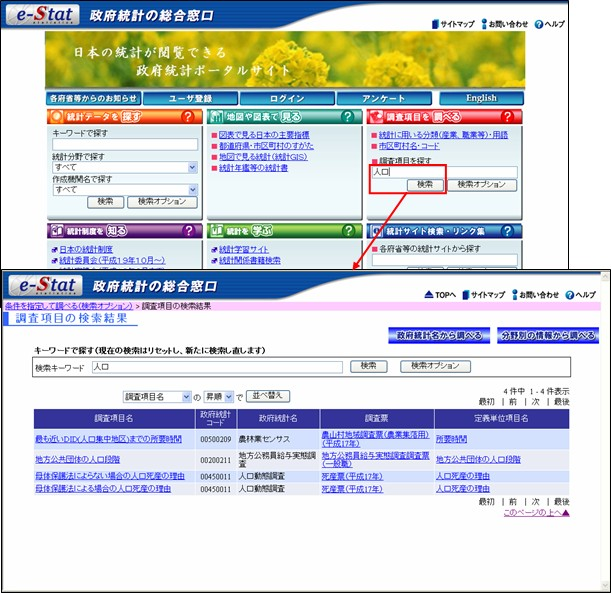 e-Stat 政府統計の総合窓口
statistics
サイトマップ お問い合わせ ヘルプ
日本の統計が閲覧できる
政府統計ポータルサイト
各府省等からのお知らせ ユーザ登録 ログイン アンケート English
統計データを探す ? 地図や図表で見る ? 調査項目を調べる ?
キーワードで探す
統計分野で探す
すべて
作成機関名で探す
すべて
検索 検索オプション
図表で見る日本の主要指標
都道府県・市区町村のすがた
地図で見る統計(統計GIS)
統計年鑑等の統計書
統計に用いる分類(産業、職業等)・用語
市区町村名・コード
調査項目を探す
人口
検索 検索オプション
統計制度を知る ? 統計を学ぶ ? 統計サイト検索・リンク集 ?
日本の統計制度
統計委員会(平成19年10月~)
統計学習サイト
統計関係書籍検索
各府省等の統計サイトから探す
e-Stat 政府統計の総合窓口
statistics
TOPへ サイトマップ お問い合わせ ヘルプ
条件を指定して調べる(検索オプション) > 調査項目の検索結果
調査項目の検索結果
政府統計名から調べる 分野別の情報から調べる
キーワードで探す(現在の検索はリセットし、新たに検索し直します)
検索キーワード 人口 検索 検索オプション
4 件中 1 - 4 件表示
調査項目名 の 昇順 で 並べ替え
最初 | 前 | 次 | 最後
調査項目名 政府統計コード 政府統計名 調査票 定義単位項目名
最も近いDID(人口集中地区)までの所要時間 00500209 農林業センサス 農山村地域調査票(農業集落用)(平成17年) 所要時間
地方公共団体の人口段階 00200211 地方公務員給与実態調査 地方公務員給与実態調査調査票(一般職) 地方公共団体の人口段階
母体保護法によらない場合の人口死産の理由 00450011 人口動態調査 死産票(平成17年) 人口死産の理由
母体保護法による場合の人口死産の理由 00450011 人口動態調査 死産票(平成17年) 人口死産の理由
最初 | 前 | 次 | 最後
このページの上へ▲